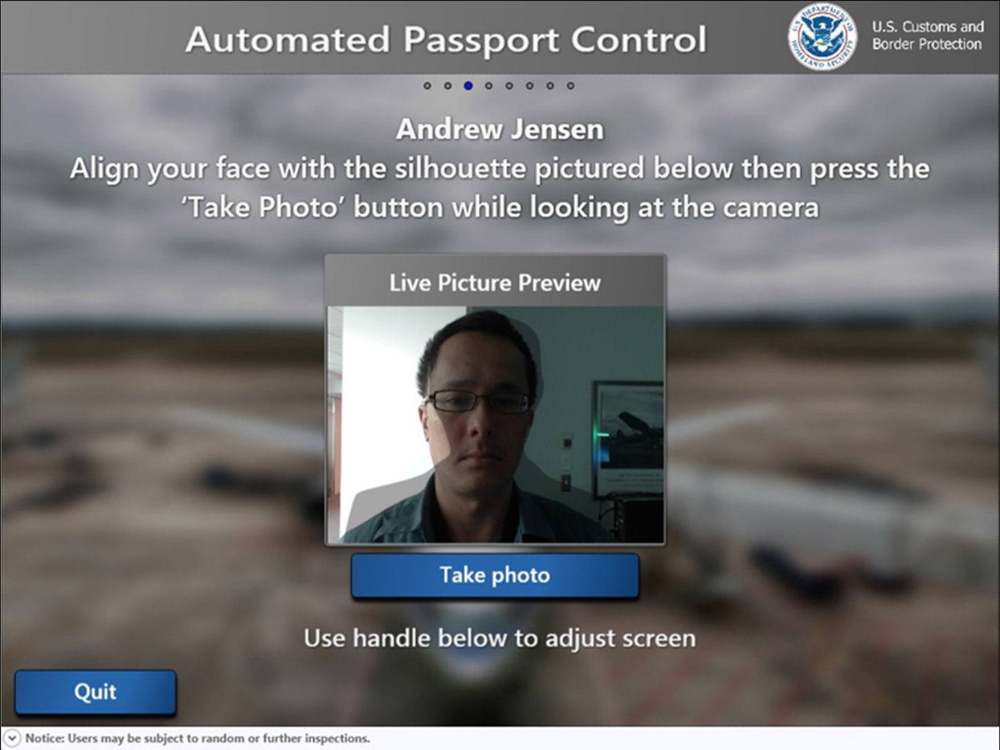 Automated Passport Control
U.S. Customs and
Border Protection
Andrew Jensen
Align your face with the silhouette pictured below then press the
‘Take Photo’ button while looking at the camera
Live Picture Preview
Take photo
Use handle below to adjust screen
Quit
Notice: Users may be subject to random or further inspections.